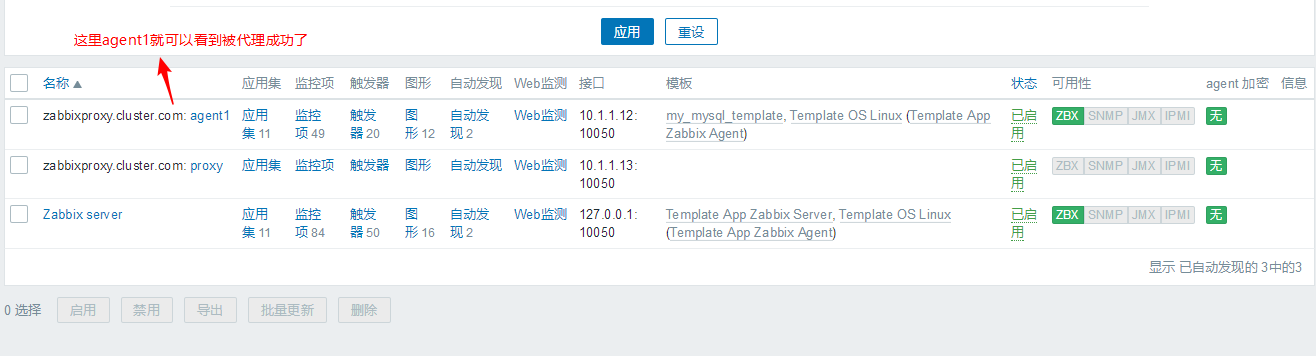 应用 重设
这里agent1就可以看到被代理成功了
名称 应用集 监控项 触发器 图形 自动发现 Web监测 接口 模板 状态 可用性 agent 加密 信息
zabbixproxy.cluster.com: agent1 应用 监控 触发 图 自动发 Web监测 10.1.1.12: my_mysql_template, Template OS Linux (Template App 已启 ZBX SNMP JMX IPMI 无
集 11 项 49 器 20 形 12 现 2 10050 Zabbix Agent) 用
zabbixproxy.cluster.com: proxy 应用集 监控项 触发器 图形 自动发现 Web监测 10.1.1.13: 已启 ZBX SNMP JMX IPMI 无
10050 用
Zabbix server 应用 监控 触发 图 自动发 Web监测 127.0.0.1: Template App Zabbix Server, Template OS Linux 已启 ZBX SNMP JMX IPMI 无
集 11 项 84 器 50 形 16 现 2 10050 (Template App Zabbix Agent) 用
显示 已自动发现的 3中的3
0 选择 启用 禁用 导出 批量更新 删除